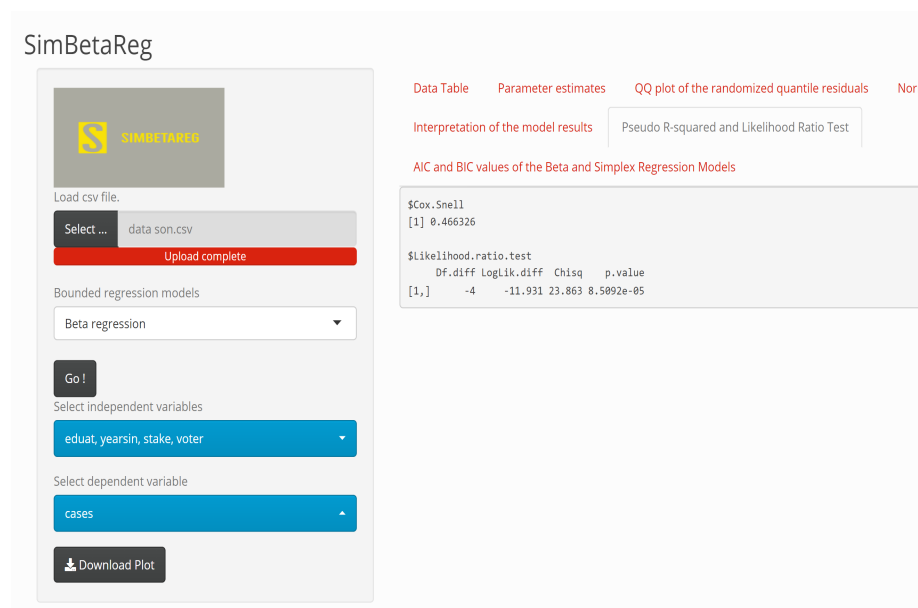 SimBetaReg
S SIMBETAREG
Load csv file.
Select ... data son.csv
Upload complete
Bounded regression models
Beta regression
Go !
Select independent variables
eduat, yearsin, stake, voter
Select dependent variable
cases
Download Plot
Data Table Parameter estimates QQ plot of the randomized quantile residuals Nor
Interpretation of the model results Pseudo R-squared and Likelihood Ratio Test
AIC and BIC values of the Beta and Simplex Regression Models
$Cox.Snell
[1] 0.466326
$Likelihood.ratio.test
Df.diff LogLik.diff Chisq p.value
[1,] -4 -11.931 23.863 8.5092e-05